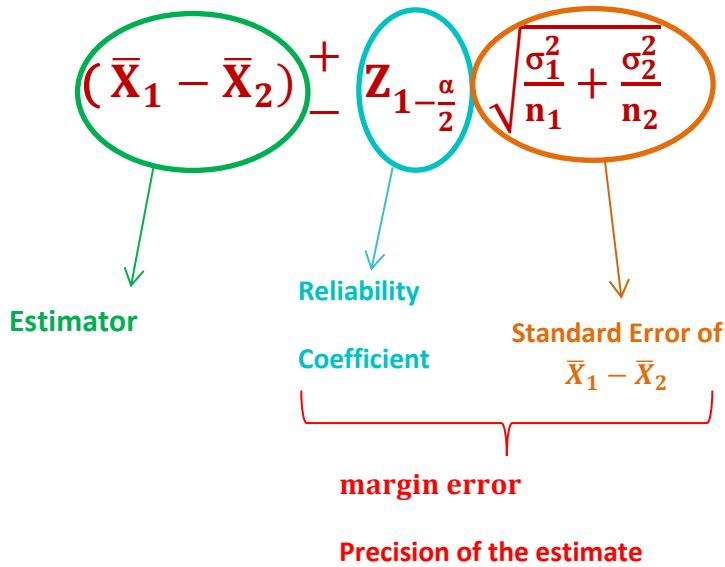 (X̅₁ − X̅₂) ± Z₁₋α/₂ √(σ₁²/n₁ + σ₂²/n₂)
Estimator
Reliability
Coefficient
Standard Error of
X̅₁ − X̅₂
margin error
Precision of the estimate